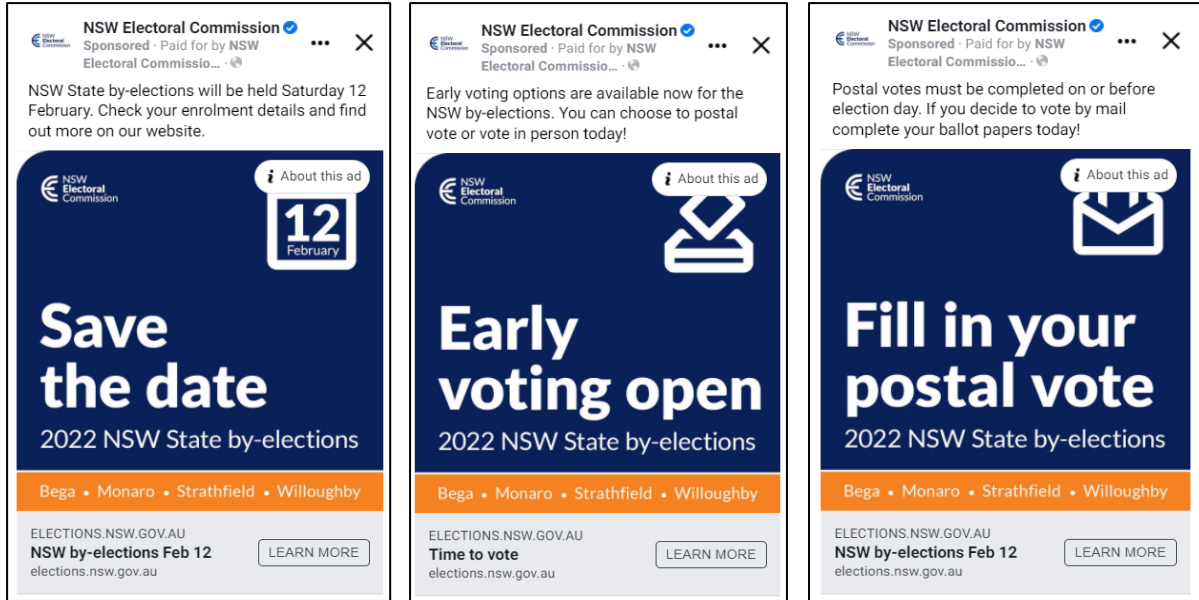 NSW Electoral Commission
Sponsored · Paid for by NSW
Electoral Commissio... ·
NSW State by-elections will be held Saturday 12
February. Check your enrolment details and find
out more on our website.
NSW
Electoral
Commission
About this ad
12
February
Save
the date
2022 NSW State by-elections
Bega • Monaro • Strathfield • Willoughby
ELECTIONS.NSW.GOV.AU
NSW by-elections Feb 12
elections.nsw.gov.au
LEARN MORE
NSW Electoral Commission
Sponsored · Paid for by NSW
Electoral Commissio... ·
Early voting options are available now for the
NSW by-elections. You can choose to postal
vote or vote in person today!
NSW
Electoral
Commission
About this ad
Early
voting open
2022 NSW State by-elections
Bega • Monaro • Strathfield • Willoughby
ELECTIONS.NSW.GOV.AU
Time to vote
elections.nsw.gov.au
LEARN MORE
NSW Electoral Commission
Sponsored · Paid for by NSW
Electoral Commissio... ·
Postal votes must be completed on or before
election day. If you decide to vote by mail
complete your ballot papers today!
NSW
Electoral
Commission
About this ad
Fill in your
postal vote
2022 NSW State by-elections
Bega • Monaro • Strathfield • Willoughby
ELECTIONS.NSW.GOV.AU
NSW by-elections Feb 12
elections.nsw.gov.au
LEARN MORE